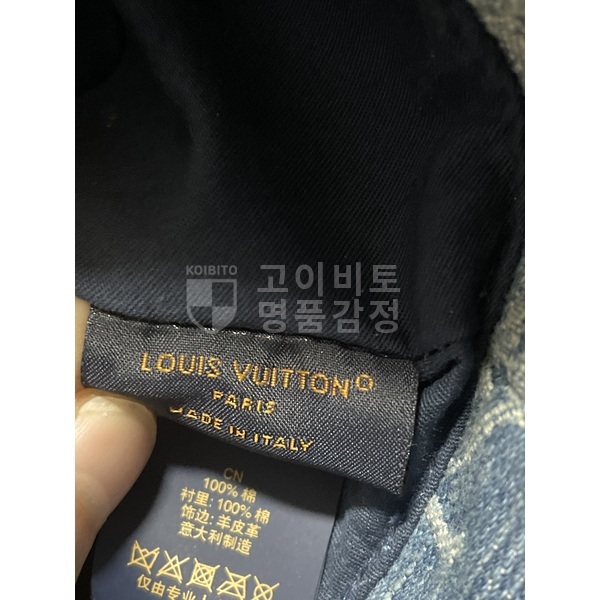 KOIBITO
고이비토
명품감정
LOUIS VUITTON
PARIS
MADE IN ITALY
CN
100% 棉
衬里: 100% 棉
饰边: 羊皮革
意大利制造
仅由专业